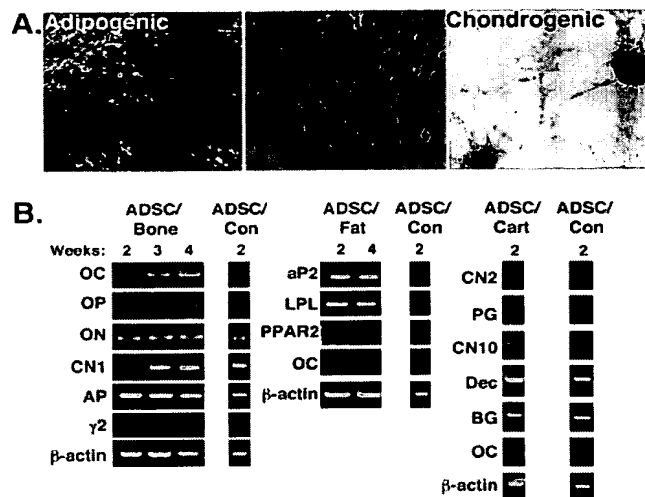 A. Adipogenic Chondrogenic
B.
ADSC/ Bone ADSC/ Con
Weeks: 2 3 4 2
OC
OP
ON
CN1
AP
γ2
β-actin
ADSC/ Fat ADSC/ Con
2 4 2
aP2
LPL
PPAR2
OC
β-actin
ADSC/ Cart ADSC/ Con
2 2
CN2
PG
CN10
Dec
BG
OC
β-actin